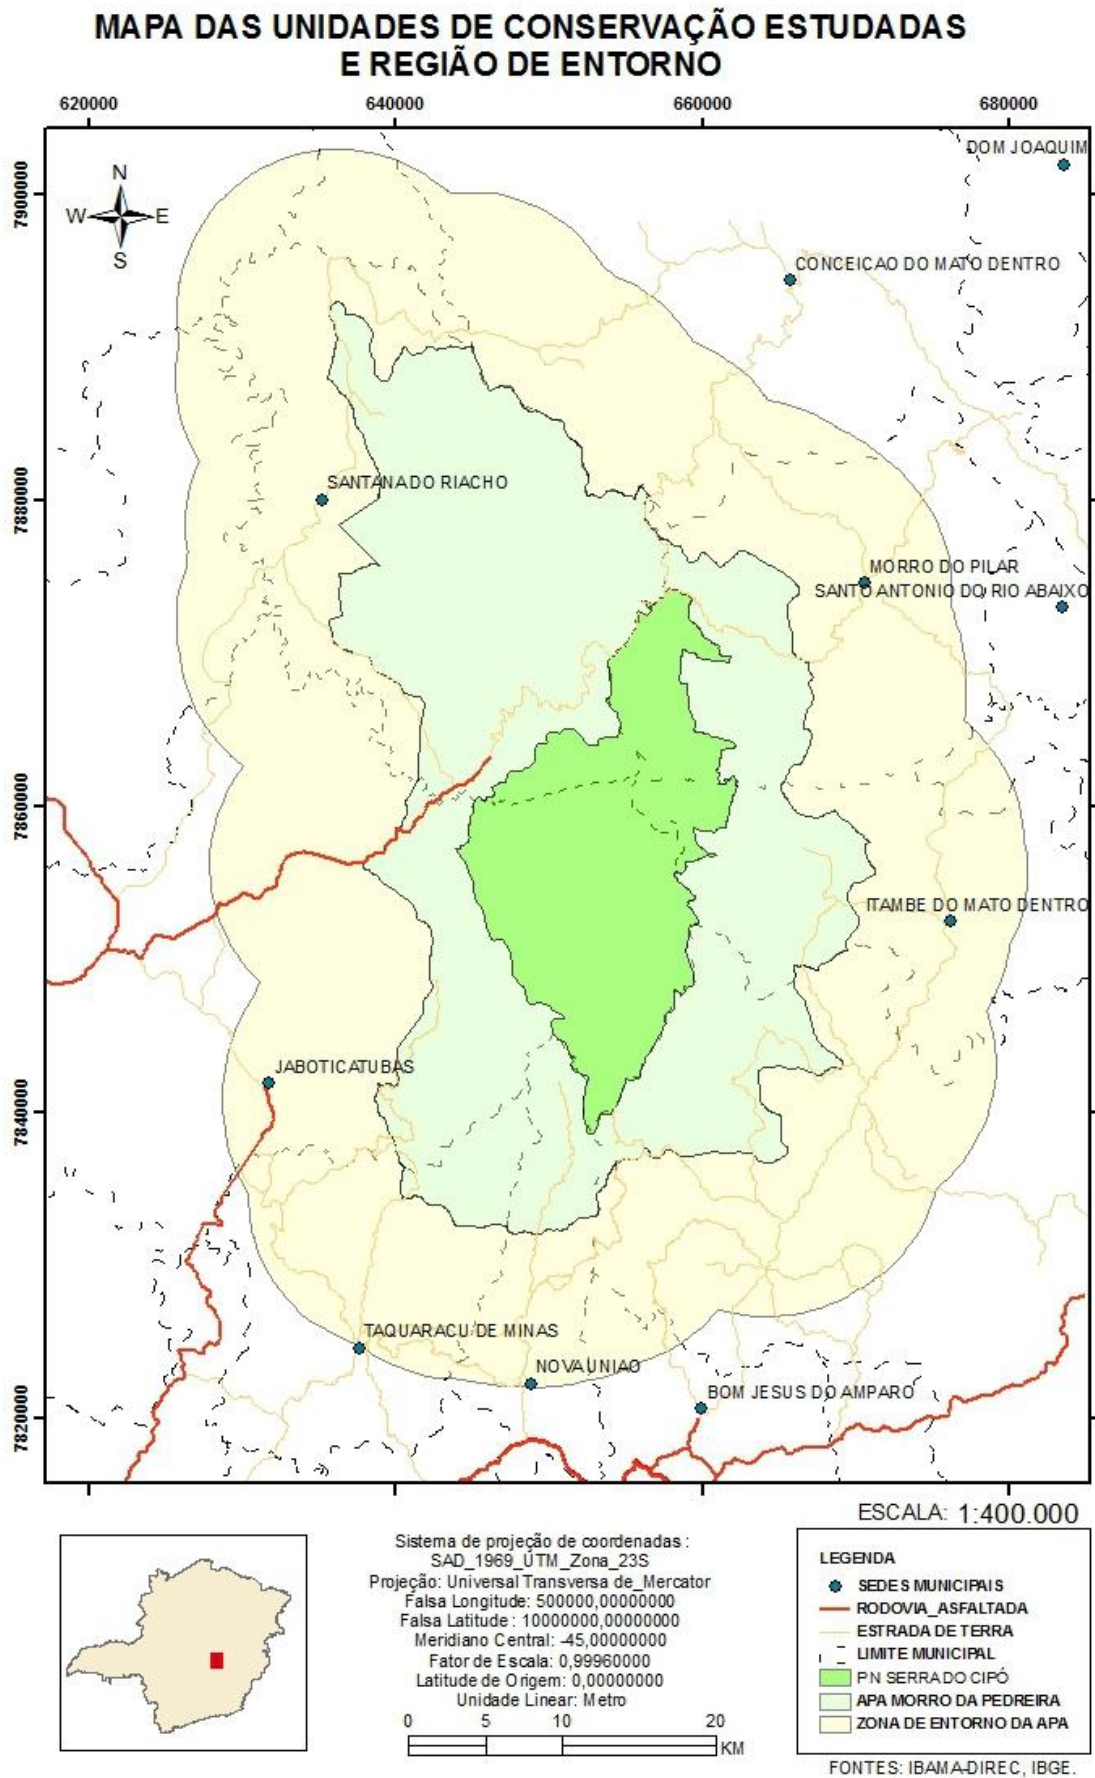 MAPA DAS UNIDADES DE CONSERVAÇÃO ESTUDADAS
E REGIÃO DE ENTORNO
620000 640000 660000 680000
7900000
7880000
7860000
7840000
7820000
N
W E
S
DOM JOAQUIM
CONCEICAO DO MATO DENTRO
SANTANA DO RIACHO
MORRO DO PILAR
SANTO ANTONIO DO RIO ABAIXO
ITAMBE DO MATO DENTRO
JABOTICATUBAS
TAQUARACU DE MINAS
NOVA UNIAO
BOM JESUS DO AMPARO
ESCALA: 1:400.000
Sistema de projeção de coordenadas :
SAD_1969_UTM_Zona_23S
Projeção: Universal Transversa de_Mercator
Falsa Longitude: 500000,00000000
Falsa Latitude : 10000000,00000000
Meridiano Central: -45,00000000
Fator de Escala: 0,99960000
Latitude de Origem: 0,00000000
Unidade Linear: Metro
0 5 10 20
KM
LEGENDA
SEDES MUNICIPAIS
RODOVIA_ASFALTADA
ESTRADA DE TERRA
LIMITE MUNICIPAL
PN SERRA DO CIPÓ
APA MORRO DA PEDREIRA
ZONA DE ENTORNO DA APA
FONTES: IBAMA-DIREC, IBGE.